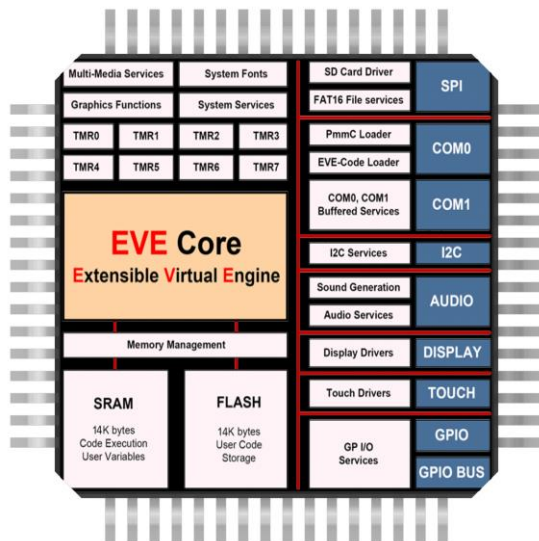 Multi-Media Services
System Fonts
Graphics Functions
System Services
TMR0
TMR1
TMR2
TMR3
TMR4
TMR5
TMR6
TMR7
EVE Core
Extensible Virtual Engine
Memory Management
SRAM
14K bytes
Code Execution
User Variables
FLASH
14K bytes
User Code
Storage
SD Card Driver
FAT16 File services
SPI
PmmC Loader
EVE-Code Loader
COM0
COM0, COM1
Buffered Services
COM1
I2C Services
I2C
Sound Generation
Audio Services
AUDIO
Display Drivers
DISPLAY
Touch Drivers
TOUCH
GP I/O
Services
GPIO
GPIO BUS